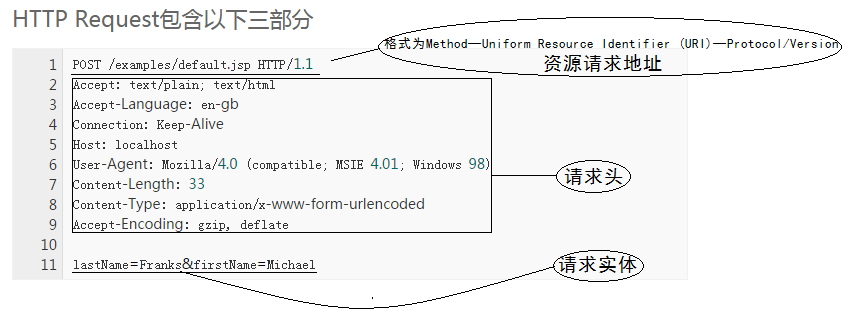 HTTP Request包含以下三部分
格式为Method—Uniform Resource Identifier (URI)—Protocol/Version
资源请求地址
1 POST /examples/default.jsp HTTP/1.1
2 Accept: text/plain; text/html
3 Accept-Language: en-gb
4 Connection: Keep-Alive
5 Host: localhost
6 User-Agent: Mozilla/4.0 (compatible; MSIE 4.01; Windows 98)
请求头
7 Content-Length: 33
8 Content-Type: application/x-www-form-urlencoded
9 Accept-Encoding: gzip, deflate
10
11 lastName=Franks&firstName=Michael
请求实体